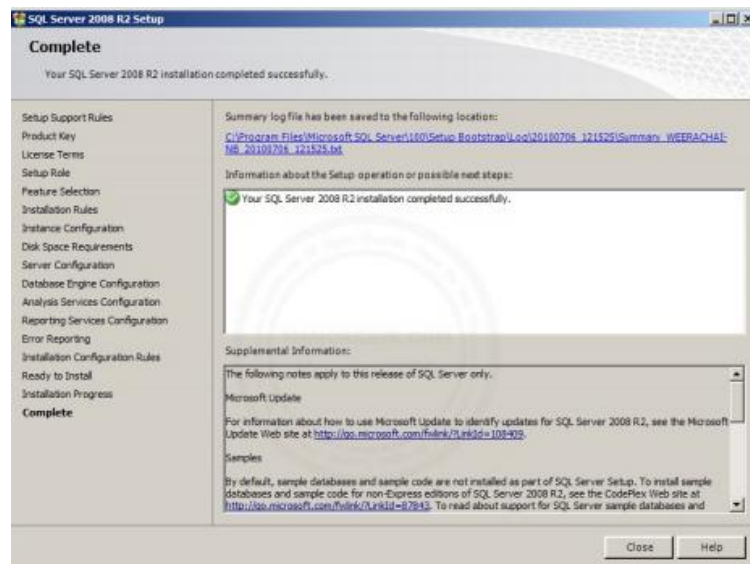 SQL Server 2008 R2 Setup
Complete
Your SQL Server 2008 R2 installation completed successfully.
Setup Support Rules
Product Key
License Terms
Setup Role
Feature Selection
Installation Rules
Instance Configuration
Disk Space Requirements
Server Configuration
Database Engine Configuration
Analysis Services Configuration
Reporting Services Configuration
Error Reporting
Installation Configuration Rules
Ready to Install
Installation Progress
Complete
Summary log file has been saved to the following location:
C:\Program Files\Microsoft SQL Server\100\Setup Bootstrap\Log\20100706_121525\Summary_WEERACHAI-
NB_20100706_121525.txt
Information about the Setup operation or possible next steps:
Your SQL Server 2008 R2 installation completed successfully.
Supplemental Information:
The following notes apply to this release of SQL Server only.
Microsoft Update
For information about how to use Microsoft Update to identify updates for SQL Server 2008 R2, see the Microsoft
Update Web site at http://go.microsoft.com/fwlink/?LinkId=108409.
Samples
By default, sample databases and sample code are not installed as part of SQL Server Setup. To install sample
databases and sample code for non-Express editions of SQL Server 2008 R2, see the CodePlex Web site at
http://go.microsoft.com/fwlink/?LinkId=87843. To read about support for SQL Server sample databases and
Close
Help